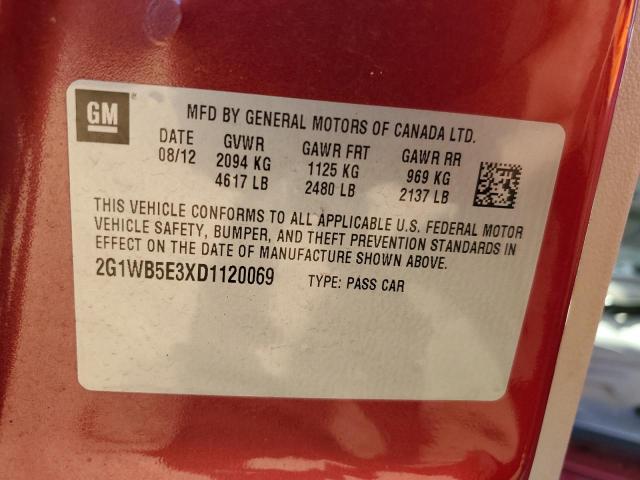 GM
MFD BY GENERAL MOTORS OF CANADA LTD.
DATE GVWR GAWR FRT GAWR RR
08/12 2094 KG 1125 KG 969 KG
4617 LB 2480 LB 2137 LB
THIS VEHICLE CONFORMS TO ALL APPLICABLE U.S. FEDERAL MOTOR
VEHICLE SAFETY, BUMPER, AND THEFT PREVENTION STANDARDS IN
EFFECT ON THE DATE OF MANUFACTURE SHOWN ABOVE.
2G1WB5E3XD1120069 TYPE: PASS CAR